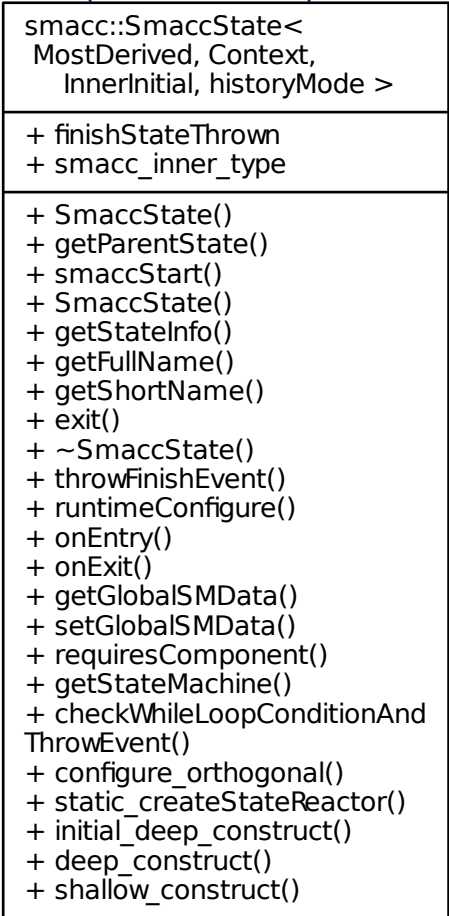 smacc::SmaccState<
MostDerived, Context,
InnerInitial, historyMode >
+ finishStateThrown
+ smacc_inner_type
+ SmaccState()
+ getParentState()
+ smaccStart()
+ SmaccState()
+ getStateInfo()
+ getFullName()
+ getShortName()
+ exit()
+ ~SmaccState()
+ throwFinishEvent()
+ runtimeConfigure()
+ onEntry()
+ onExit()
+ getGlobalSMData()
+ setGlobalSMData()
+ requiresComponent()
+ getStateMachine()
+ checkWhileLoopConditionAnd
ThrowEvent()
+ configure_orthogonal()
+ static_createStateReactor()
+ initial_deep_construct()
+ deep_construct()
+ shallow_construct()